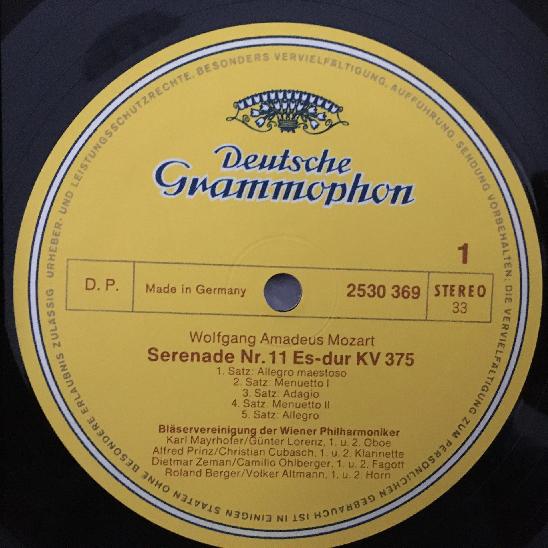 Deutsche
Grammophon
1
D. P.
Made in Germany
2530 369
STEREO
33
Wolfgang Amadeus Mozart
Serenade Nr. 11 Es-dur KV 375
1. Satz: Allegro maestoso
2. Satz: Menuetto I
3. Satz: Adagio
4. Satz: Menuetto II
5. Satz: Allegro
Bläservereinigung der Wiener Philharmoniker
Karl Mayrhofer/Günter Lorenz, 1. u. 2. Oboe
Alfred Prinz/Christian Cubasch, 1. u. 2. Klarinette
Dietmar Zeman/Camillo Öhlberger, 1. u. 2. Fagott
Roland Berger/Volker Altmann, 1. u. 2. Horn
URHEBER- UND LEISTUNGSSCHUTZRECHTE, BESONDERS VERVIELFÄLTIGUNG, AUFFÜHRUNG, SENDUNG VORBEHALTEN. DIE VERVIELFÄLTIGUNG ZUM PERSÖNLICHEN GEBRAUCH IST IN EINIGEN STAATEN OHNE BESONDERE ERLAUBNIS ZULÄSSIG